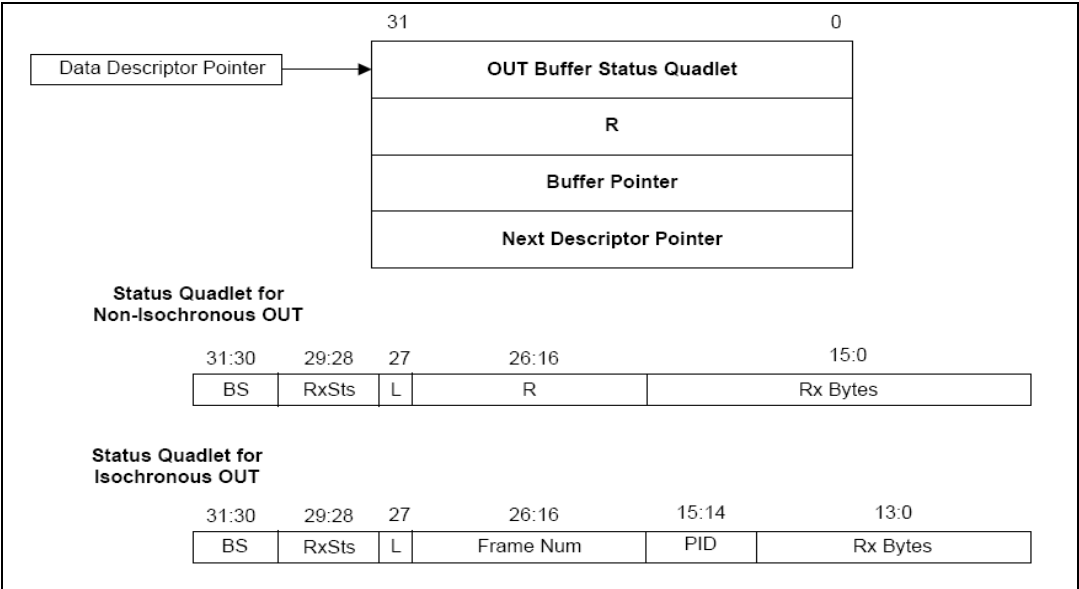 31 0
Data Descriptor Pointer
OUT Buffer Status Quadlet
R
Buffer Pointer
Next Descriptor Pointer
Status Quadlet for
Non-Isochronous OUT
31:30 29:28 27 26:16 15:0
BS RxSts L R Rx Bytes
Status Quadlet for
Isochronous OUT
31:30 29:28 27 26:16 15:14 13:0
BS RxSts L Frame Num PID Rx Bytes